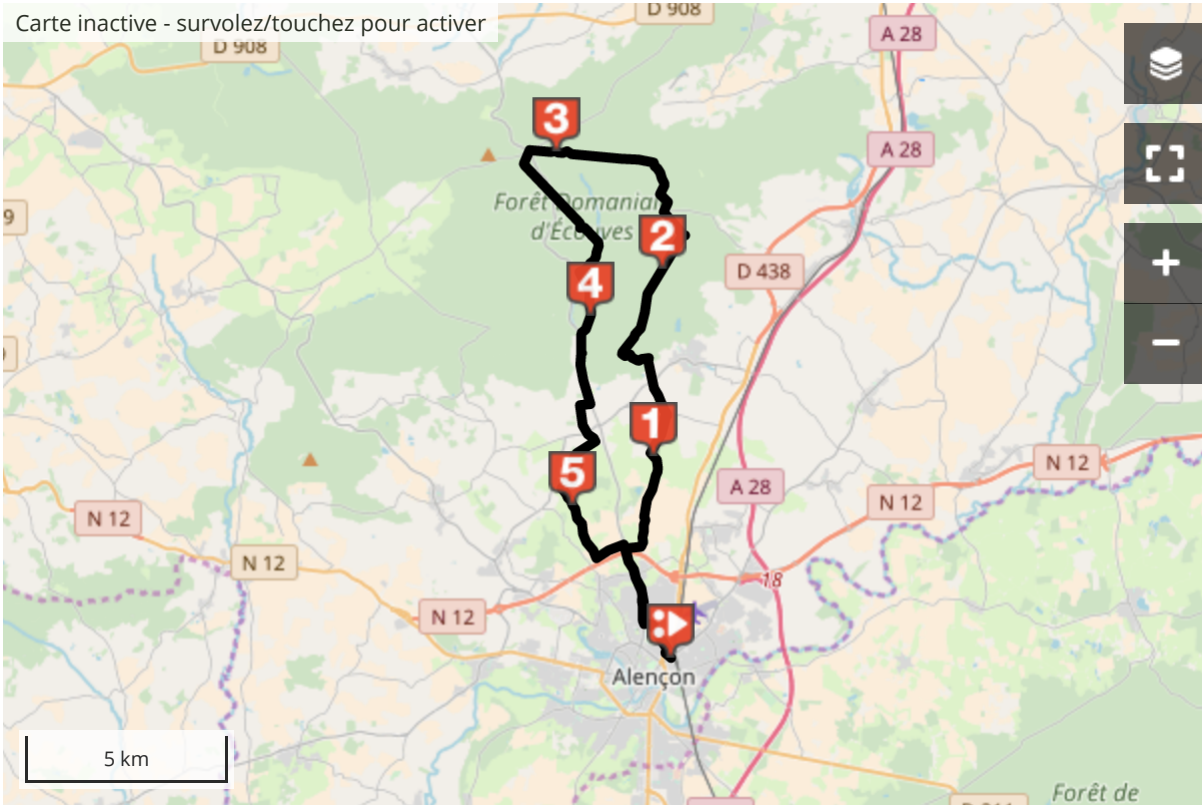 Carte inactive - survolez/touchez pour activer
D 908
D 908
A 28
3
A 28
Forêt Domaniale
d'Écouves
9
2
D 438
4
+
−
1
5
N 12
A 28
N 12
N 12
N 12
18
N 12
Alençon
5 km
Forêt de